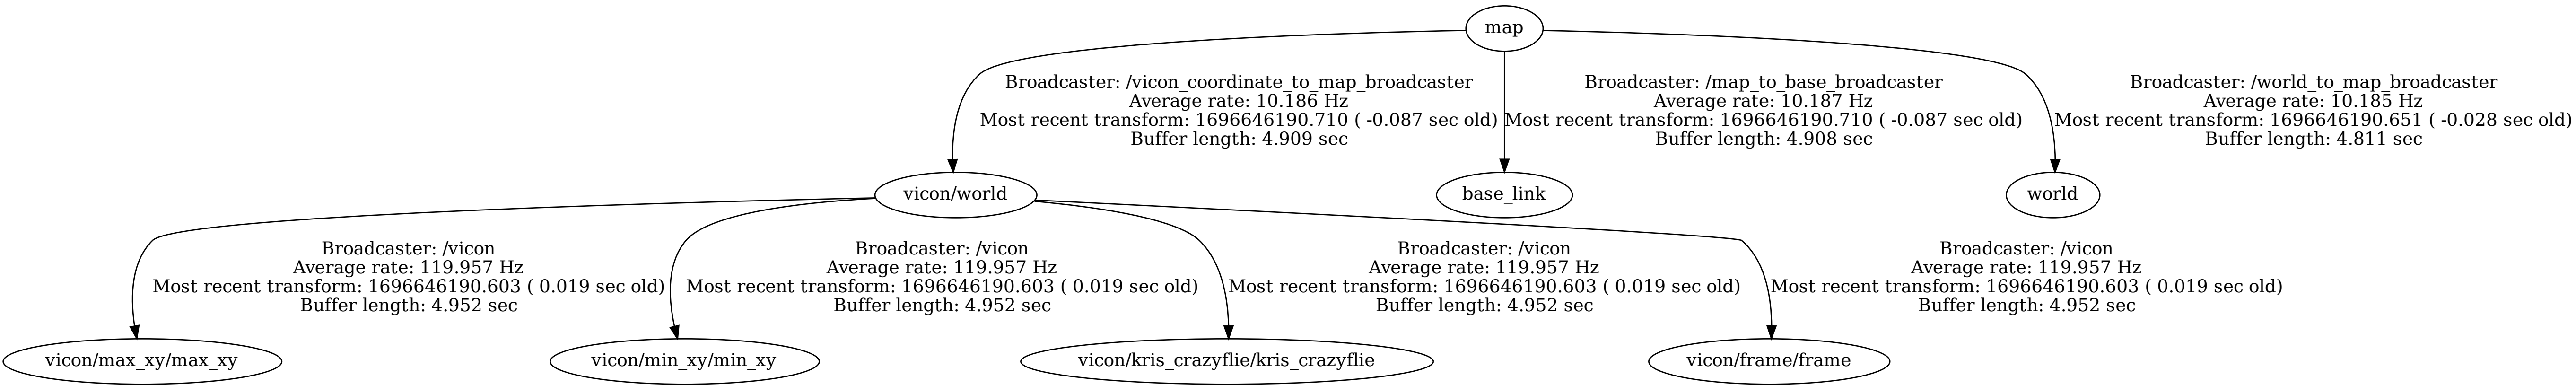 map
Broadcaster: /vicon_coordinate_to_map_broadcaster
Average rate: 10.186 Hz
Most recent transform: 1696646190.710 ( -0.087 sec old)
Buffer length: 4.909 sec
Broadcaster: /map_to_base_broadcaster
Average rate: 10.187 Hz
Most recent transform: 1696646190.710 ( -0.087 sec old)
Buffer length: 4.908 sec
Broadcaster: /world_to_map_broadcaster
Average rate: 10.185 Hz
Most recent transform: 1696646190.651 ( -0.028 sec old)
Buffer length: 4.811 sec
vicon/world
base_link
world
Broadcaster: /vicon
Average rate: 119.957 Hz
Most recent transform: 1696646190.603 ( 0.019 sec old)
Buffer length: 4.952 sec
Broadcaster: /vicon
Average rate: 119.957 Hz
Most recent transform: 1696646190.603 ( 0.019 sec old)
Buffer length: 4.952 sec
Broadcaster: /vicon
Average rate: 119.957 Hz
Most recent transform: 1696646190.603 ( 0.019 sec old)
Buffer length: 4.952 sec
Broadcaster: /vicon
Average rate: 119.957 Hz
Most recent transform: 1696646190.603 ( 0.019 sec old)
Buffer length: 4.952 sec
vicon/max_xy/max_xy
vicon/min_xy/min_xy
vicon/kris_crazyflie/kris_crazyflie
vicon/frame/frame